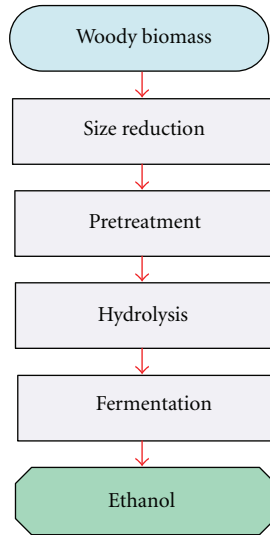 Woody biomass
Size reduction
Pretreatment
Hydrolysis
Fermentation
Ethanol